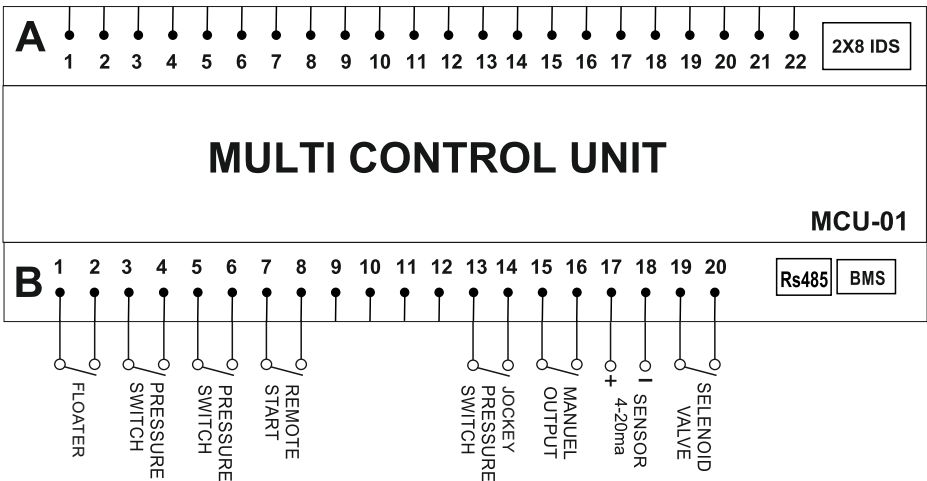 A
1 2 3 4 5 6 7 8 9 10 11 12 13 14 15 16 17 18 19 20 21 22
2X8 IDS
MULTI CONTROL UNIT
MCU-01
B
1 2 3 4 5 6 7 8 9 10 11 12 13 14 15 16 17 18 19 20
Rs485
BMS
FLOATER
PRESSURE
SWITCH
PRESSURE
SWITCH
REMOTE
START
JOCKEY
PRESSURE
SWITCH
MANUEL
OUTPUT
+ -
SENSOR
4-20ma
SELENOID
VALVE